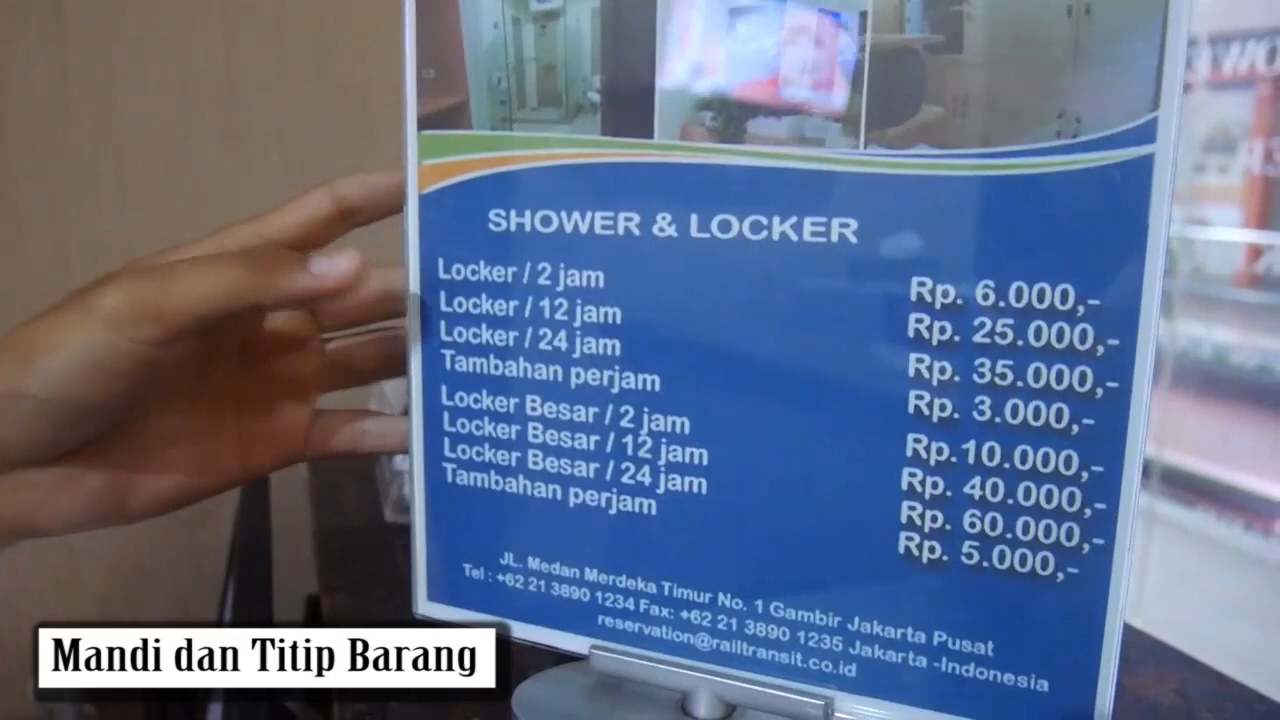 SHOWER & LOCKER
Locker / 2 jam Rp. 6.000,-
Locker / 12 jam Rp. 25.000,-
Locker / 24 jam Rp. 35.000,-
Tambahan perjam Rp. 3.000,-
Locker Besar / 2 jam Rp.10.000,-
Locker Besar / 12 jam Rp. 40.000,-
Locker Besar / 24 jam Rp. 60.000,-
Tambahan perjam Rp. 5.000,-
JL. Medan Merdeka Timur No. 1 Gambir Jakarta Pusat
Tel : +62 21 3890 1234 Fax: +62 21 3890 1235 Jakarta -Indonesia
reservation@railtransit.co.id
Mandi dan Titip Barang